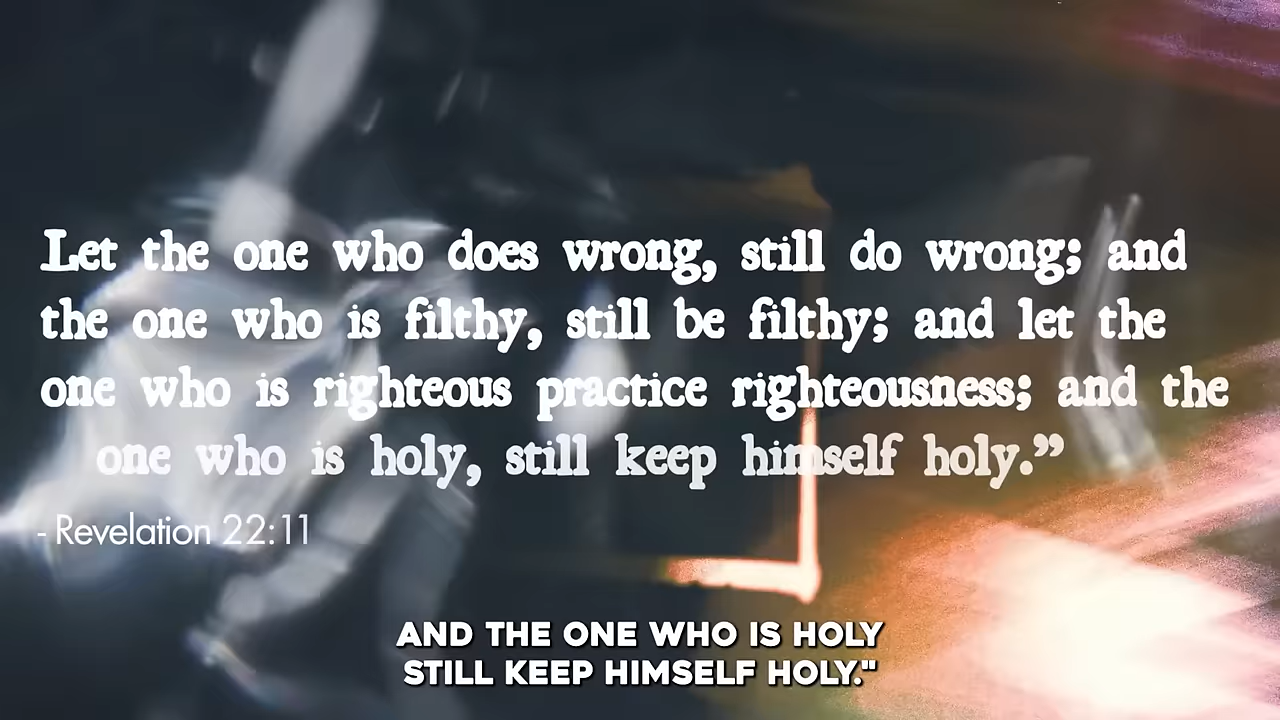 Let the one who does wrong, still do wrong; and
the one who is filthy, still be filthy; and let the
one who is righteous practice righteousness; and the
one who is holy, still keep himself holy.”
- Revelation 22:11
AND THE ONE WHO IS HOLY
STILL KEEP HIMSELF HOLY."